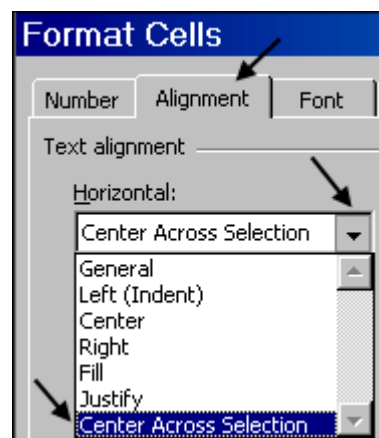 Format Cells
Number Alignment Font
Text alignment
Horizontal:
Center Across Selection
General
Left (Indent)
Center
Right
Fill
Justify
Center Across Selection